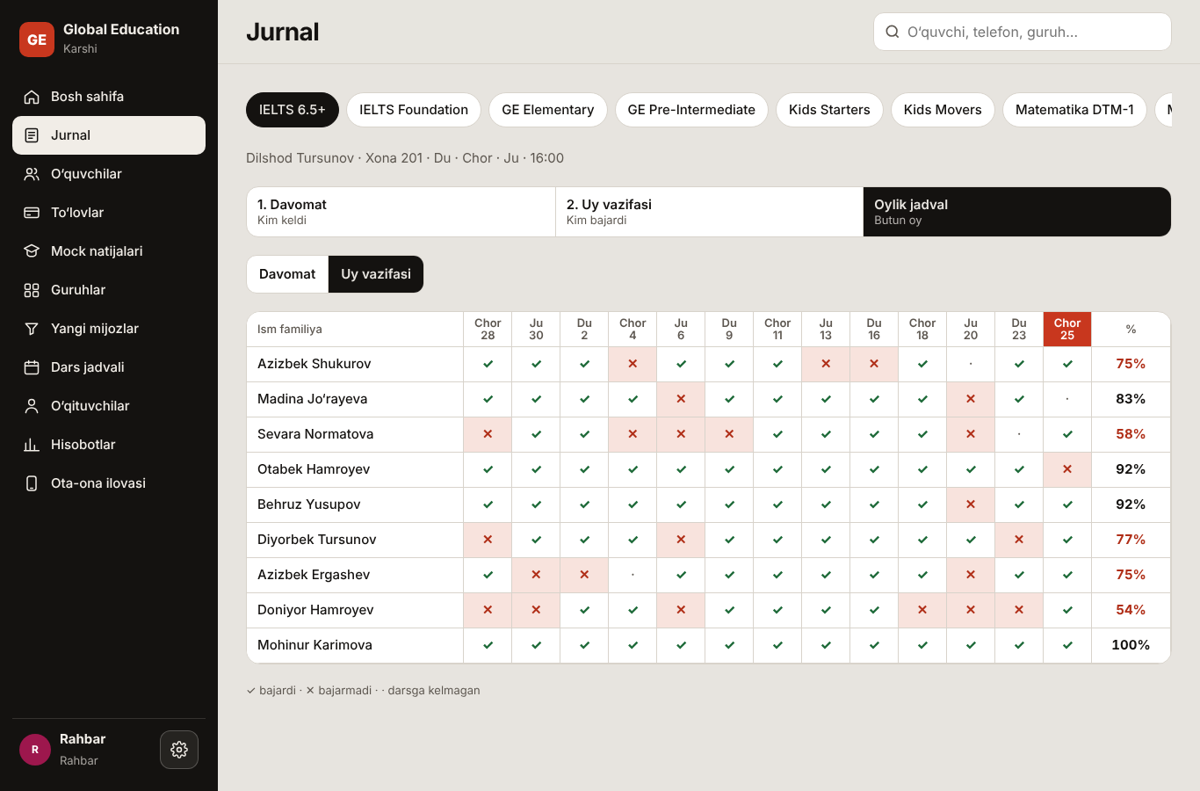 GE
Global Education
Karshi
Bosh sahifa
Jurnal
O‘quvchilar
To‘lovlar
Mock natijalari
Guruhlar
Yangi mijozlar
Dars jadvali
O‘qituvchilar
Hisobotlar
Ota-ona ilovasi
R
Rahbar
Rahbar
Jurnal
O‘quvchi, telefon, guruh...
IELTS 6.5+ IELTS Foundation GE Elementary GE Pre-Intermediate Kids Starters Kids Movers Matematika DTM-1
Dilshod Tursunov · Xona 201 · Du · Chor · Ju · 16:00
1. Davomat
Kim keldi
2. Uy vazifasi
Kim bajardi
Oylik jadval
Butun oy
Davomat Uy vazifasi
Ism familiya Chor 28 Ju 30 Du 2 Chor 4 Ju 6 Du 9 Chor 11 Ju 13 Du 16 Chor 18 Ju 20 Du 23 Chor 25 %
Azizbek Shukurov ✓ ✓ ✓ ✕ ✓ ✓ ✓ ✕ ✕ ✓ · ✓ ✓ 75%
Madina Jo‘rayeva ✓ ✓ ✓ ✓ ✕ ✓ ✓ ✓ ✓ ✓ ✕ ✓ · 83%
Sevara Normatova ✕ ✓ ✓ ✕ ✕ ✕ ✓ ✓ ✓ ✓ ✕ · ✓ 58%
Otabek Hamroyev ✓ ✓ ✓ ✓ ✓ ✓ ✓ ✓ ✓ ✓ ✓ ✓ ✕ 92%
Behruz Yusupov ✓ ✓ ✓ ✓ ✓ ✓ ✓ ✓ ✓ ✓ ✕ ✓ ✓ 92%
Diyorbek Tursunov ✕ ✓ ✓ ✓ ✕ ✓ ✓ ✓ ✓ ✓ ✓ ✕ ✓ 77%
Azizbek Ergashev ✓ ✕ ✕ · ✓ ✓ ✓ ✓ ✓ ✓ ✕ ✓ ✓ 75%
Doniyor Hamroyev ✕ ✕ ✓ ✓ ✕ ✓ ✓ ✓ ✓ ✕ ✕ ✕ ✓ 54%
Mohinur Karimova ✓ ✓ ✓ ✓ ✓ ✓ ✓ ✓ ✓ ✓ ✓ ✓ ✓ 100%
✓ bajardi · ✕ bajarmadi · · darsga kelmagan